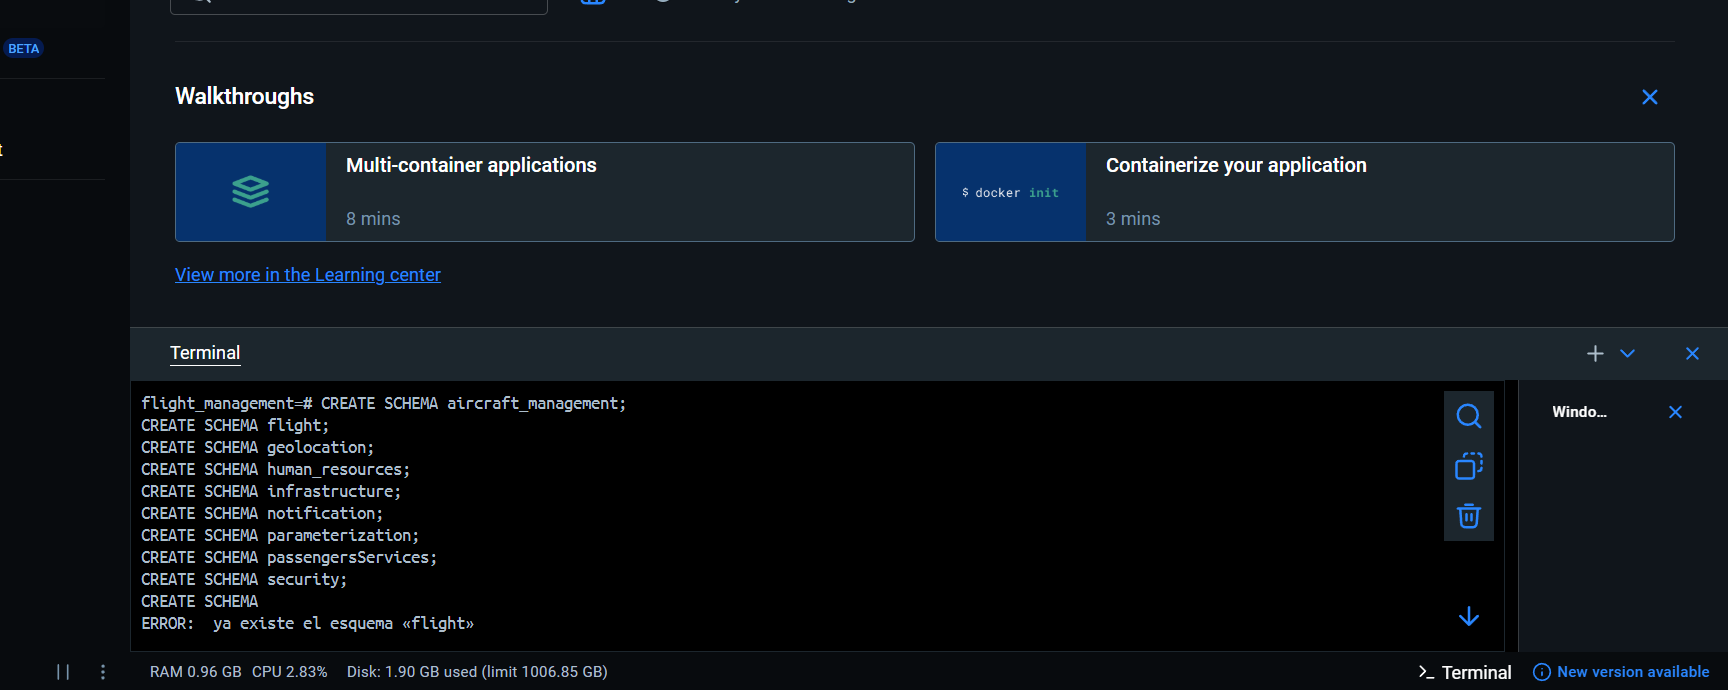 BETA
Walkthroughs
Multi-container applications
8 mins
$ docker init
Containerize your application
3 mins
View more in the Learning center
Terminal
flight_management=# CREATE SCHEMA aircraft_management;
CREATE SCHEMA flight;
CREATE SCHEMA geolocation;
CREATE SCHEMA human_resources;
CREATE SCHEMA infrastructure;
CREATE SCHEMA notification;
CREATE SCHEMA parameterization;
CREATE SCHEMA passengersServices;
CREATE SCHEMA security;
CREATE SCHEMA
ERROR:  ya existe el esquema «flight»
Windo...
RAM 0.96 GB CPU 2.83% Disk: 1.90 GB used (limit 1006.85 GB)
Terminal
New version available